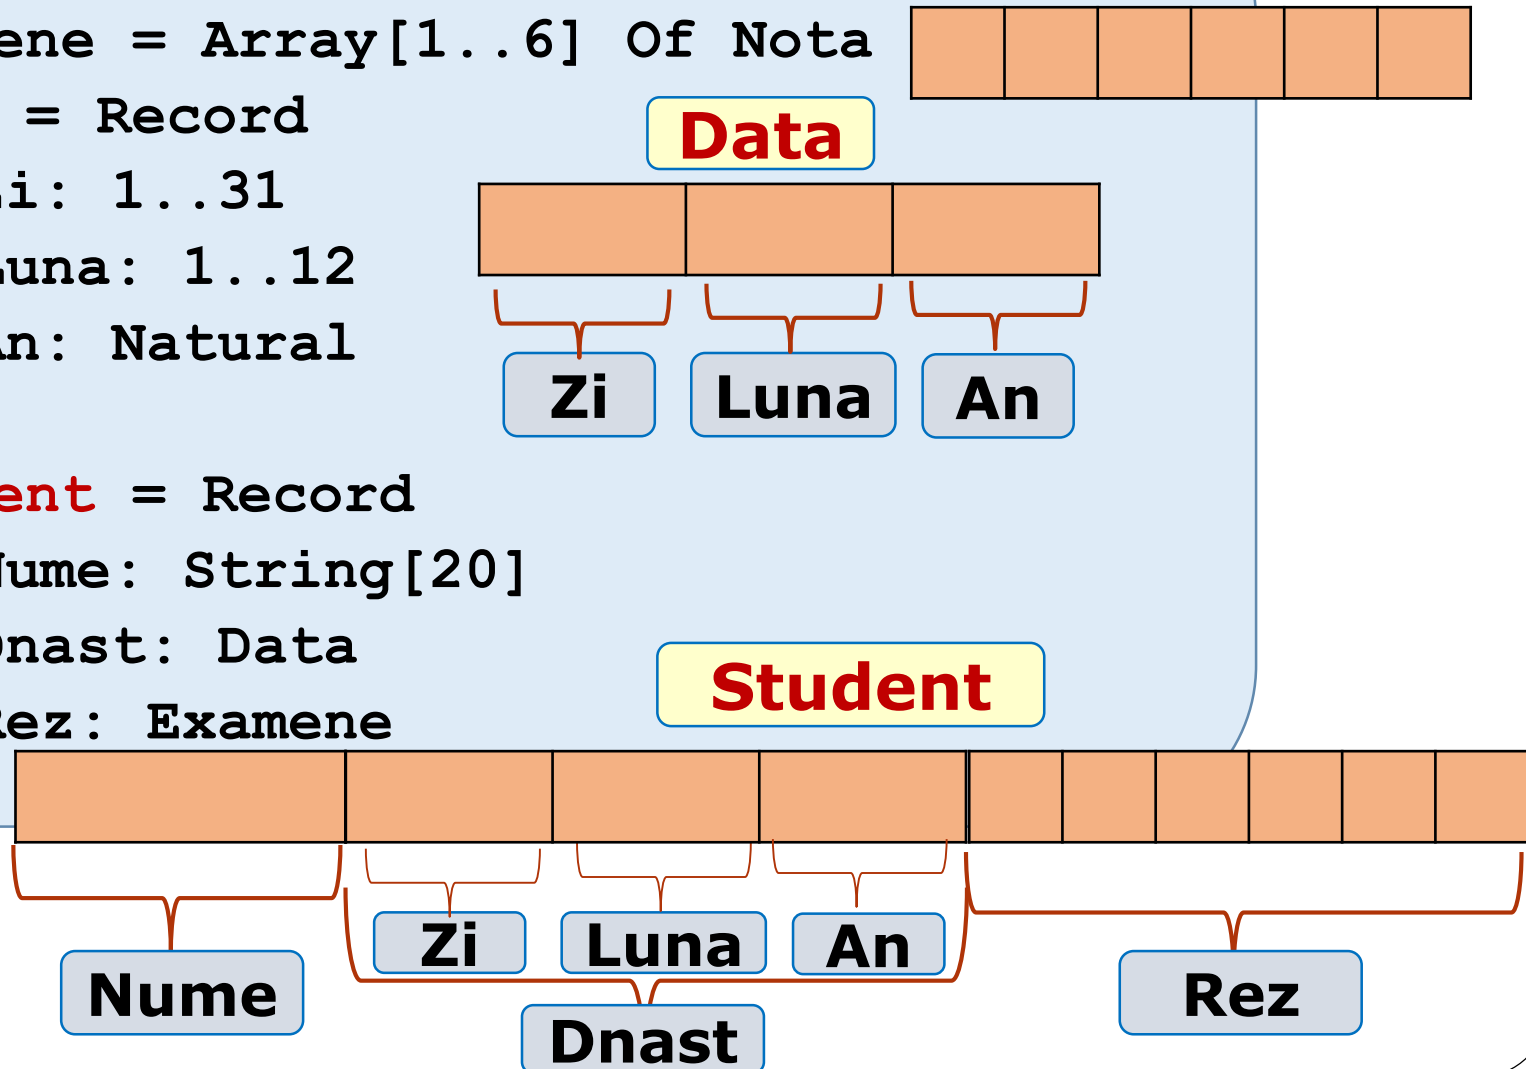 ene = Array[1..6] Of Nota
= Record
Data
i: 1..31
una: 1..12
n: Natural
Zi Luna An
ent = Record
ume: String[20]
nast: Data
ez: Examene
Student
Zi Luna An
Nume
Rez
Dnast